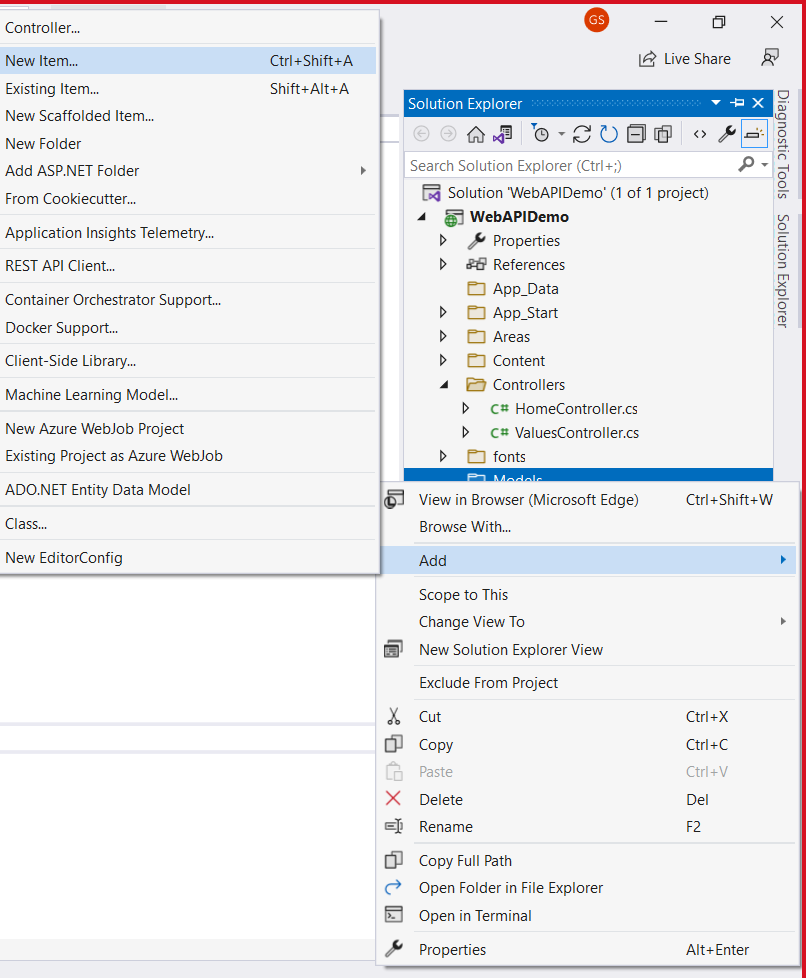 GS
Live Share
Controller...
New Item... Ctrl+Shift+A
Existing Item... Shift+Alt+A
New Scaffolded Item...
New Folder
Add ASP.NET Folder
From Cookiecutter...
Application Insights Telemetry...
REST API Client...
Container Orchestrator Support...
Docker Support...
Client-Side Library...
Machine Learning Model...
New Azure WebJob Project
Existing Project as Azure WebJob
ADO.NET Entity Data Model
Class...
New EditorConfig
Solution Explorer
Search Solution Explorer (Ctrl+;)
Solution 'WebAPIDemo' (1 of 1 project)
WebAPIDemo
Properties
References
App_Data
App_Start
Areas
Content
Controllers
C# HomeController.cs
C# ValuesController.cs
fonts
Models
View in Browser (Microsoft Edge) Ctrl+Shift+W
Browse With...
Add
Scope to This
Change View To
New Solution Explorer View
Exclude From Project
Cut Ctrl+X
Copy Ctrl+C
Paste Ctrl+V
Delete Del
Rename F2
Copy Full Path
Open Folder in File Explorer
Open in Terminal
Properties Alt+Enter
Diagnostic Tools
Solution Explorer